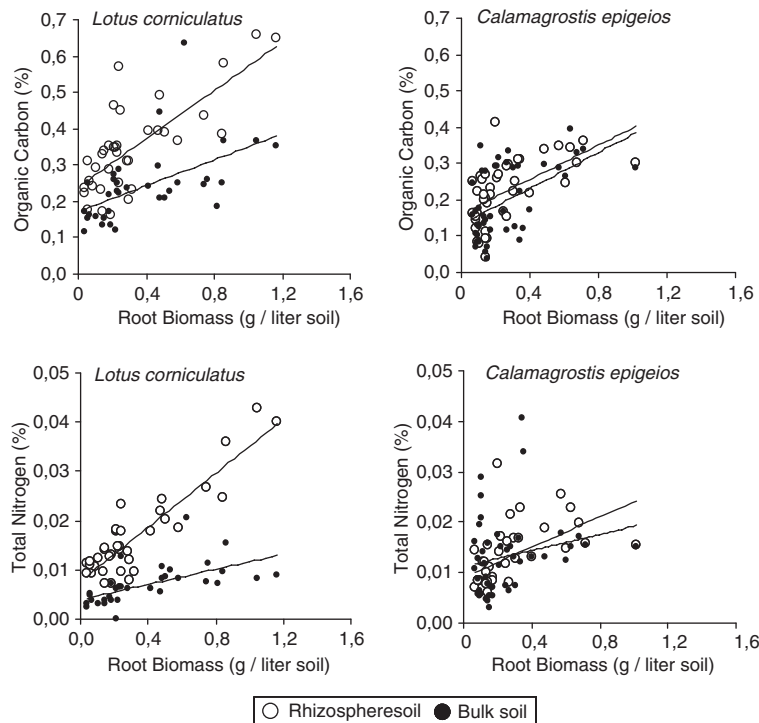 Lotus corniculatus
Organic Carbon (%)
0,7
0,6
0,5
0,4
0,3
0,2
0,1
0,0
0 0,4 0,8 1,2 1,6
Root Biomass (g / liter soil)
Calamagrostis epigeios
Organic Carbon (%)
0,7
0,6
0,5
0,4
0,3
0,2
0,1
0,0
0 0,4 0,8 1,2 1,6
Root Biomass (g / liter soil)
Lotus corniculatus
Total Nitrogen (%)
0,05
0,04
0,03
0,02
0,01
0,00
0 0,4 0,8 1,2 1,6
Root Biomass (g / liter soil)
Calamagrostis epigeios
Total Nitrogen (%)
0,05
0,04
0,03
0,02
0,01
0,00
0 0,4 0,8 1,2 1,6
Root Biomass (g / liter soil)
Rhizospheresoil Bulk soil